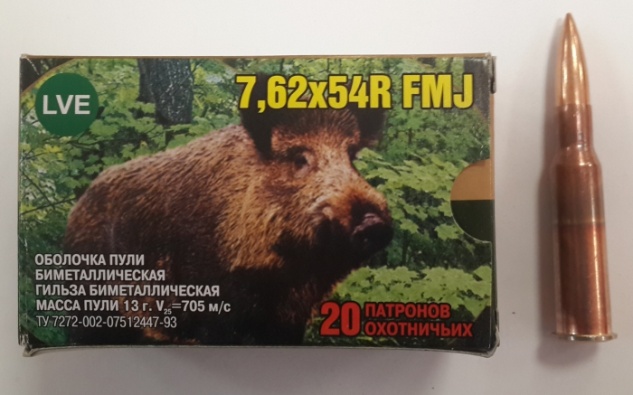 LVE
7,62x54R FMJ
ОБОЛОЧКА ПУЛИ
БИМЕТАЛЛИЧЕСКАЯ
ГИЛЬЗА БИМЕТАЛЛИЧЕСКАЯ
МАССА ПУЛИ 13 г. V₂₅=705 м/с
ТУ 7272-002-07512447-93
20 ПАТРОНОВ
ОХОТНИЧЬИХ